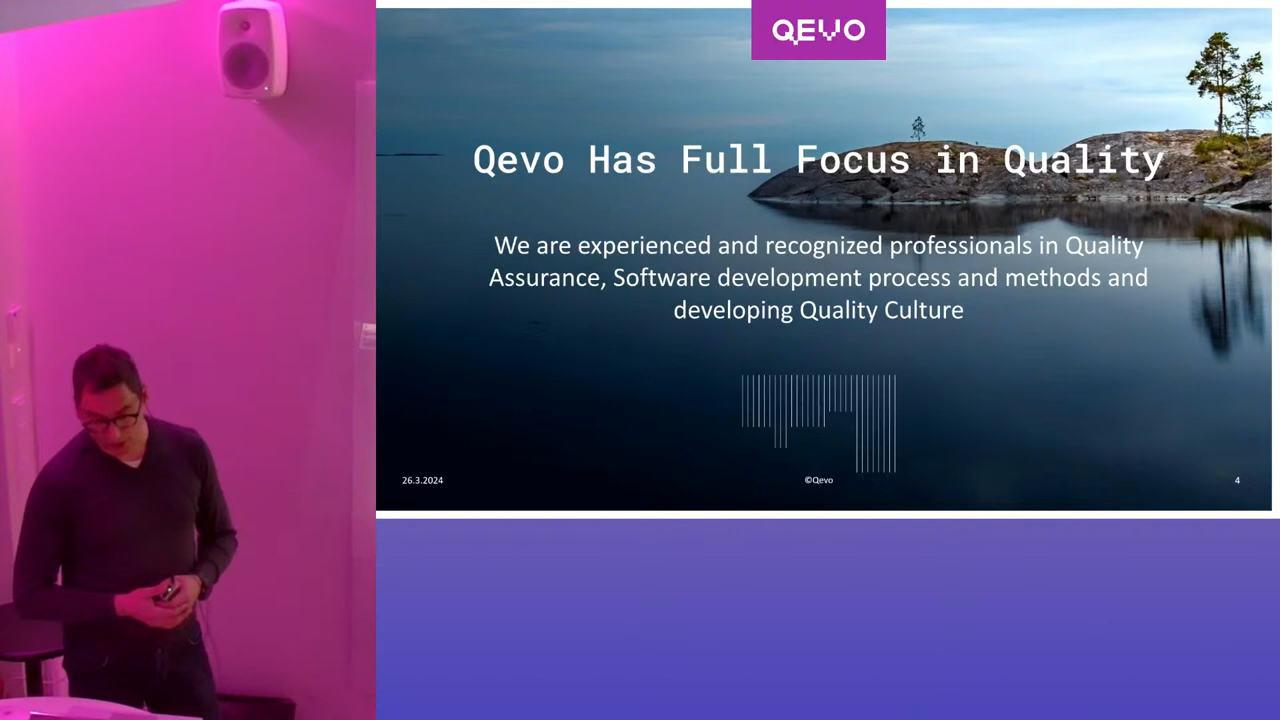 QEVO
Qevo Has Full Focus in Quality
We are experienced and recognized professionals in Quality
Assurance, Software development process and methods and
developing Quality Culture
26.3.2024
©Qevo
4